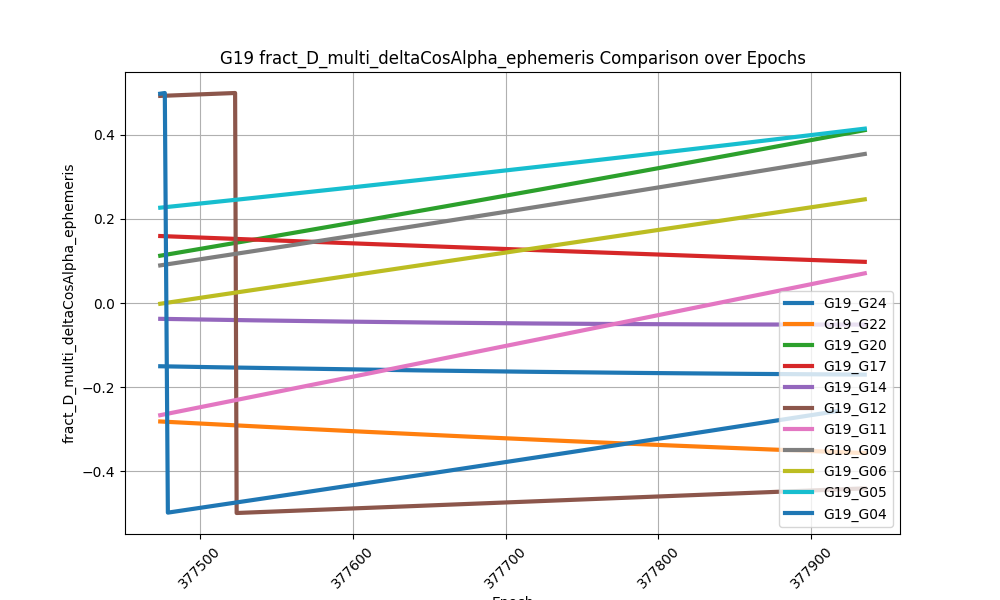 G19 fract_D_multi_deltaCosAlpha_ephemeris Comparison over Epochs
fract_D_multi_deltaCosAlpha_ephemeris
0.4
0.2
0.0
−0.2
−0.4
G19_G24
G19_G22
G19_G20
G19_G17
G19_G14
G19_G12
G19_G11
G19_G09
G19_G06
G19_G05
G19_G04
377500
377600
377700
377800
377900
Epoch